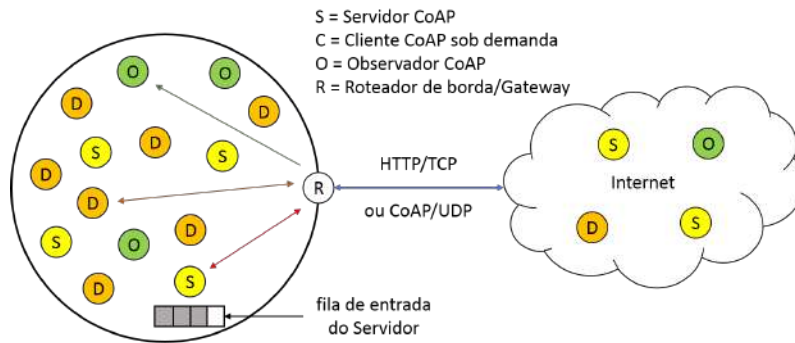 S = Servidor CoAP
C = Cliente CoAP sob demanda
O = Observador CoAP
R = Roteador de borda/Gateway
O
O
D
D
D
S
S
D
D
R
S
O
D
D
S
HTTP/TCP
ou CoAP/UDP
S
O
Internet
D
S
fila de entrada
do Servidor